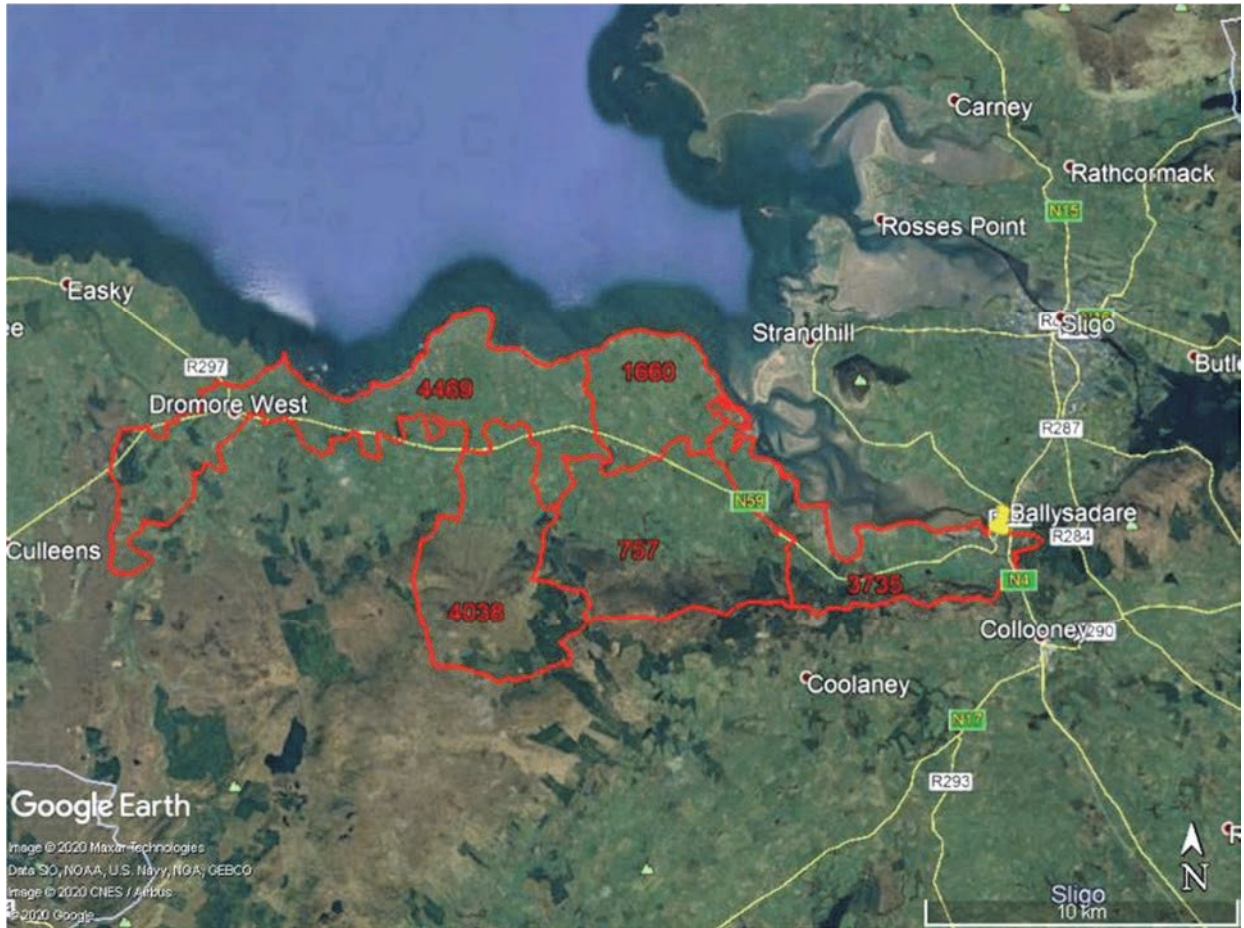 Carney
Rathcormack
N15
Rosses Point
Easky
ee
Strandhill
Sligo
Butle
R297
4469
1660
Dromore West
R287
N59
Ballysadare
R284
Culleens
757
N4
3735
4038
Collooney
R290
Coolaney
N17
R293
Google Earth
Image © 2020 Maxar Technologies
Data SIO, NOAA, U.S. Navy, NGA, GEBCO
Image © 2020 CNES / Airbus
© 2020 Google
R
N
Sligo
10 km